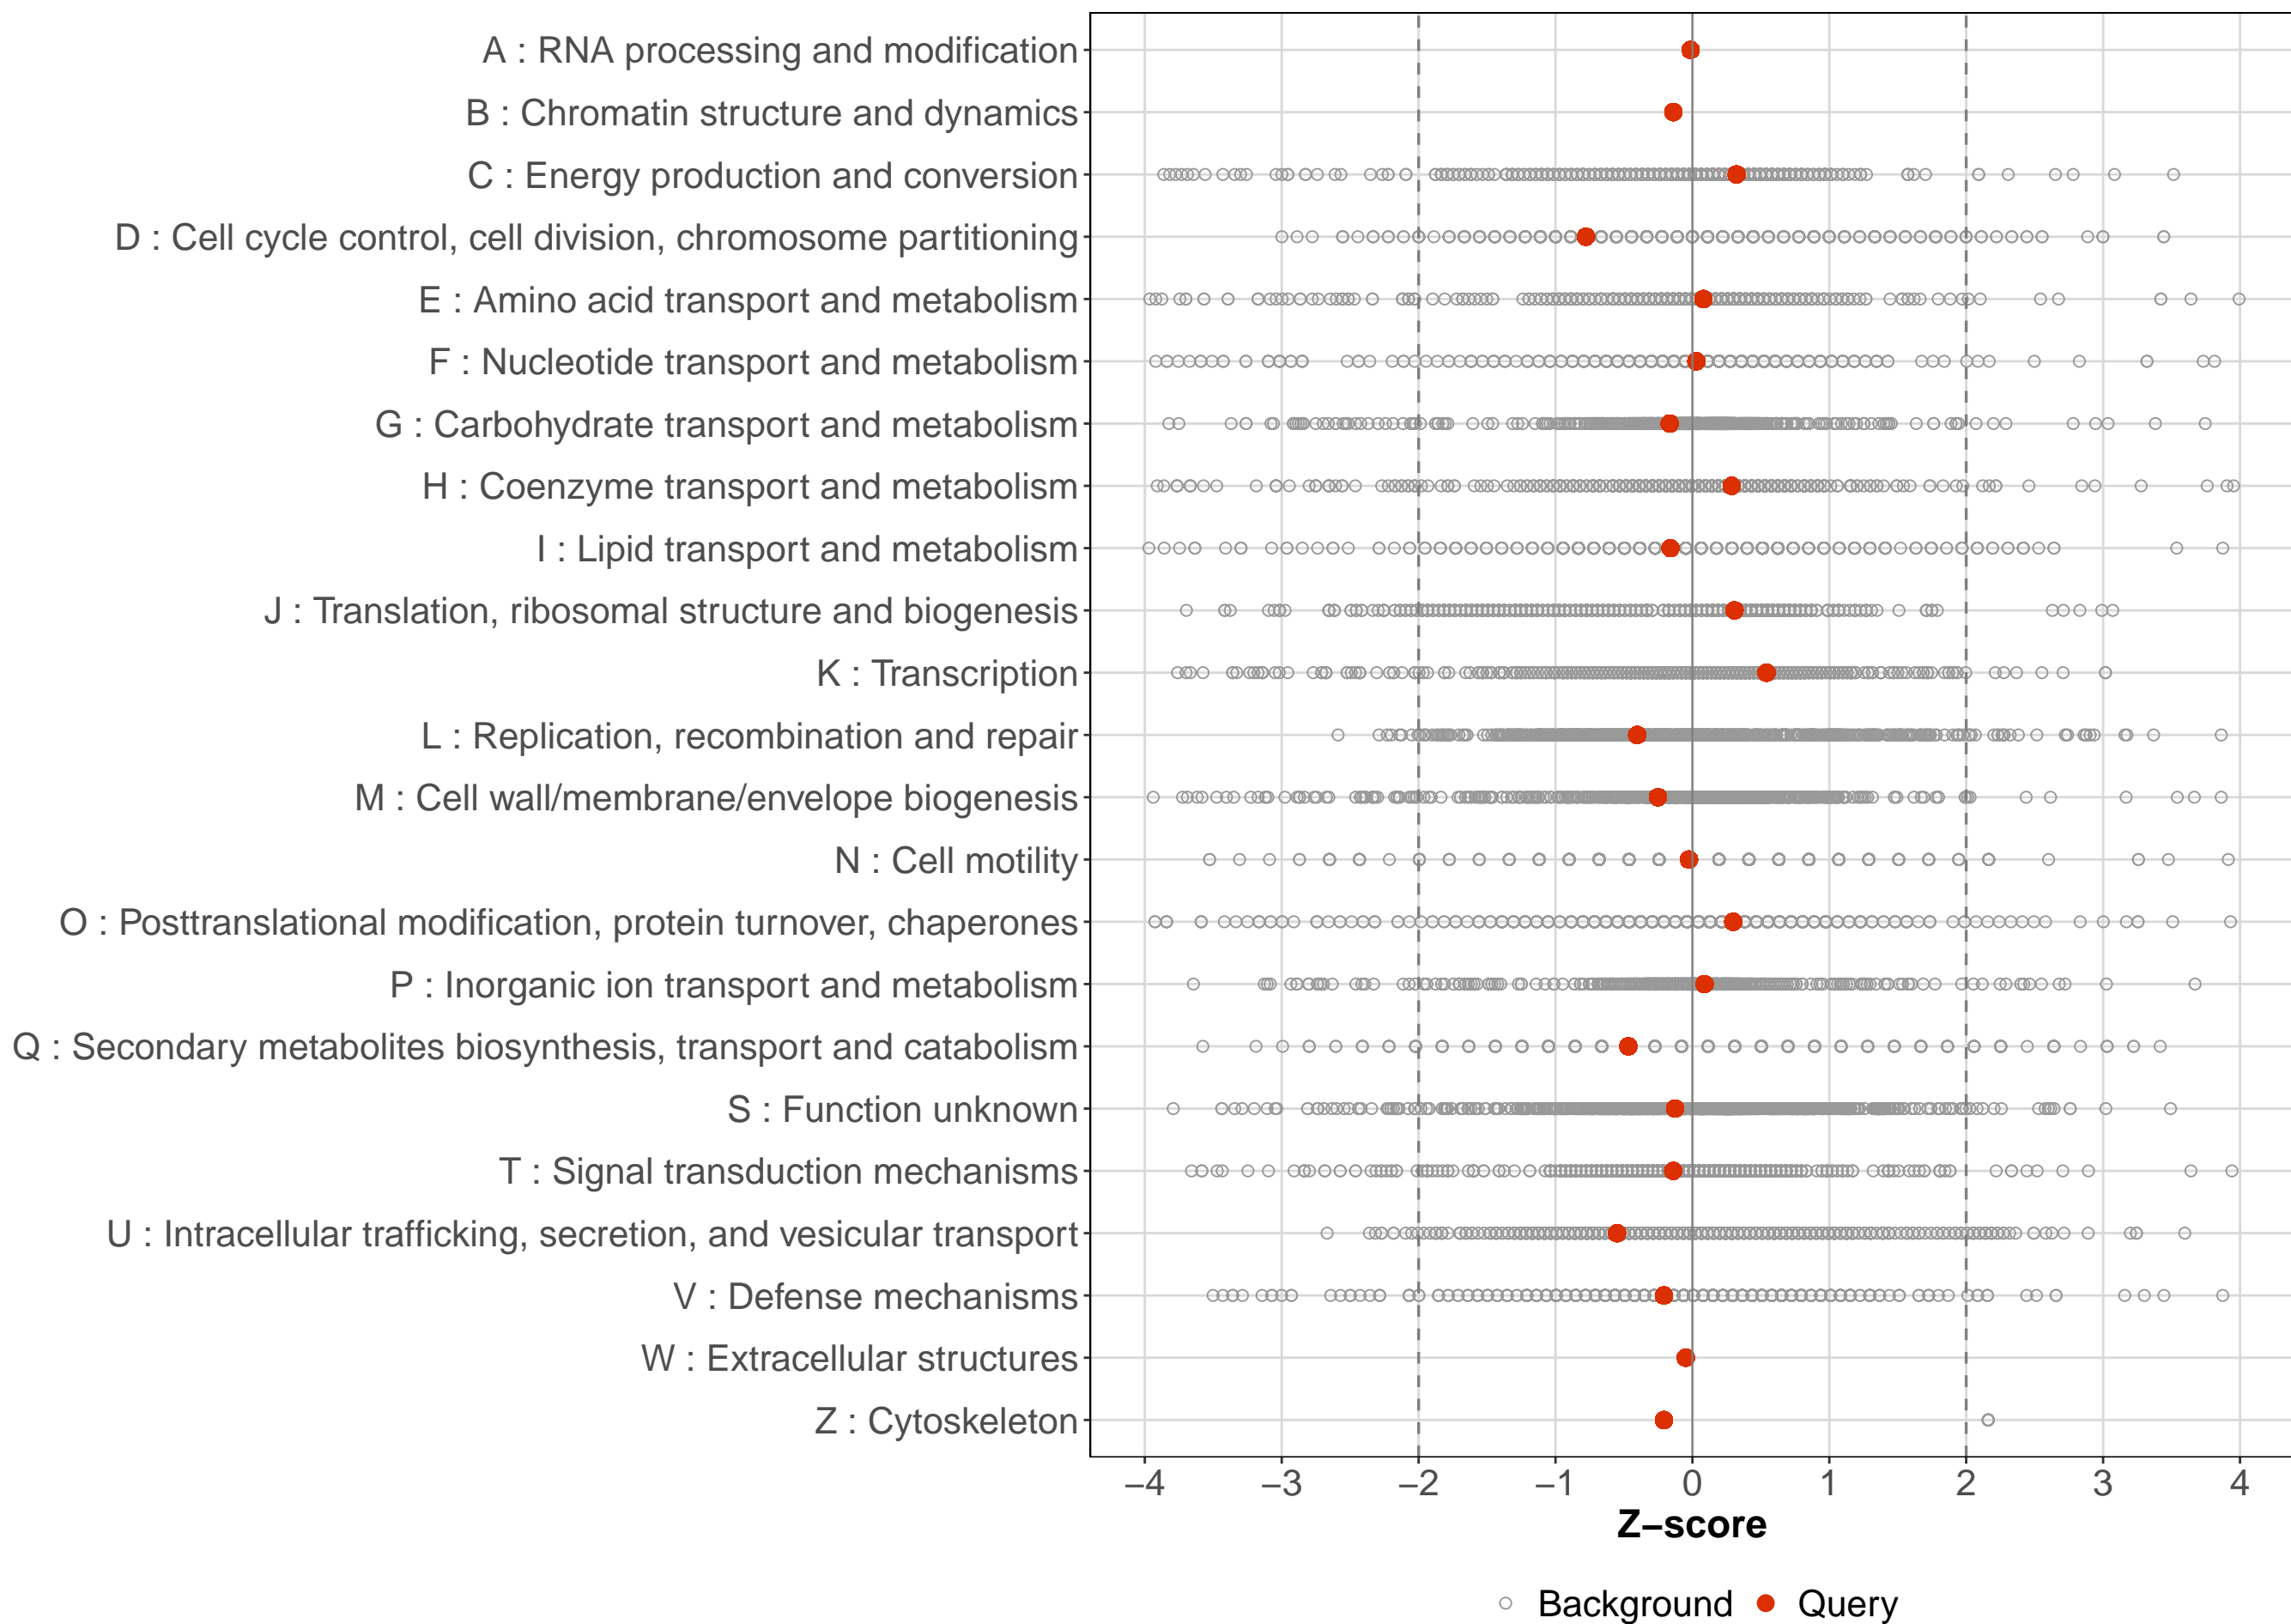 A : RNA processing and modification
B : Chromatin structure and dynamics
C : Energy production and conversion
D : Cell cycle control, cell division, chromosome partitioning
E : Amino acid transport and metabolism
F : Nucleotide transport and metabolism
G : Carbohydrate transport and metabolism
H : Coenzyme transport and metabolism
I : Lipid transport and metabolism
J : Translation, ribosomal structure and biogenesis
K : Transcription
L : Replication, recombination and repair
M : Cell wall/membrane/envelope biogenesis
N : Cell motility
O : Posttranslational modification, protein turnover, chaperones
P : Inorganic ion transport and metabolism
Q : Secondary metabolites biosynthesis, transport and catabolism
S : Function unknown
T : Signal transduction mechanisms
U : Intracellular trafficking, secretion, and vesicular transport
V : Defense mechanisms
W : Extracellular structures
Z : Cytoskeleton
−4 −3 −2 −1 0 1 2 3 4
Z−score
Background Query